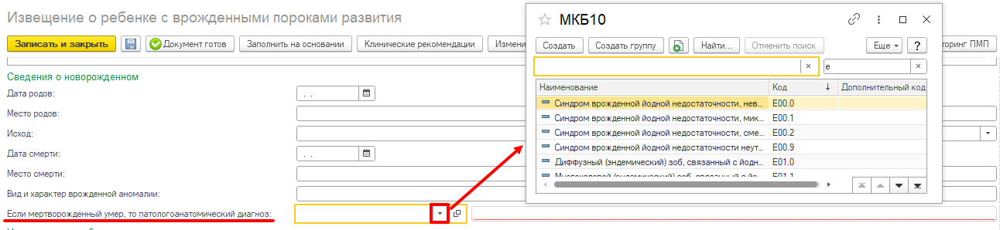 Извещение о ребенке с врожденными пороками развития
Записать и закрыть
Документ готов
Заполнить на основании
Клинические рекомендации
Сведения о новорожденном
Дата родов:
. .
Место родов:
Исход:
Дата смерти:
. .
Место смерти:
Вид и характер врожденной аномалии:
Если мертворожденный умер, то патологоанатомический диагноз:
МКБ10
Создать
Создать группу
Найти...
Отменить поиск
Еще
?
е
Наименование
Код
Дополнительный код
Синдром врожденной йодной недостаточности, нев... E00.0
Синдром врожденной йодной недостаточности, мик... E00.1
Синдром врожденной йодной недостаточности, сме... E00.2
Синдром врожденной йодной недостаточности неут... E00.9
Диффузный (эндемический) зоб, связанный с йодн... E01.0
E01.1
ПМП